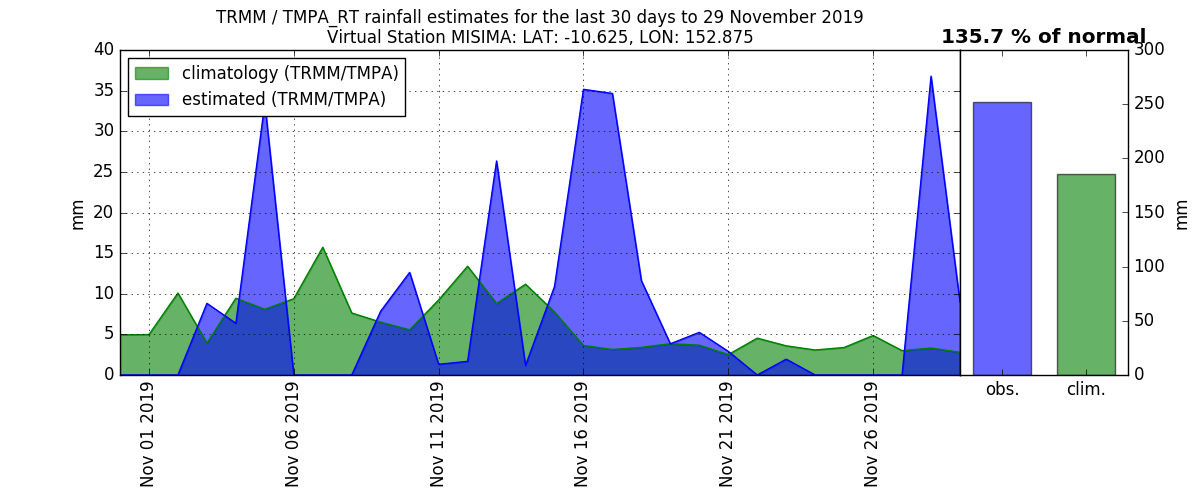 TRMM / TMPA_RT rainfall estimates for the last 30 days to 29 November 2019
Virtual Station MISIMA: LAT: -10.625, LON: 152.875
135.7 % of normal
climatology (TRMM/TMPA)
estimated (TRMM/TMPA)
40
35
30
25
20
15
10
5
0
mm
Nov 01 2019
Nov 06 2019
Nov 11 2019
Nov 16 2019
Nov 21 2019
Nov 26 2019
300
250
200
150
100
50
0
mm
obs.
clim.